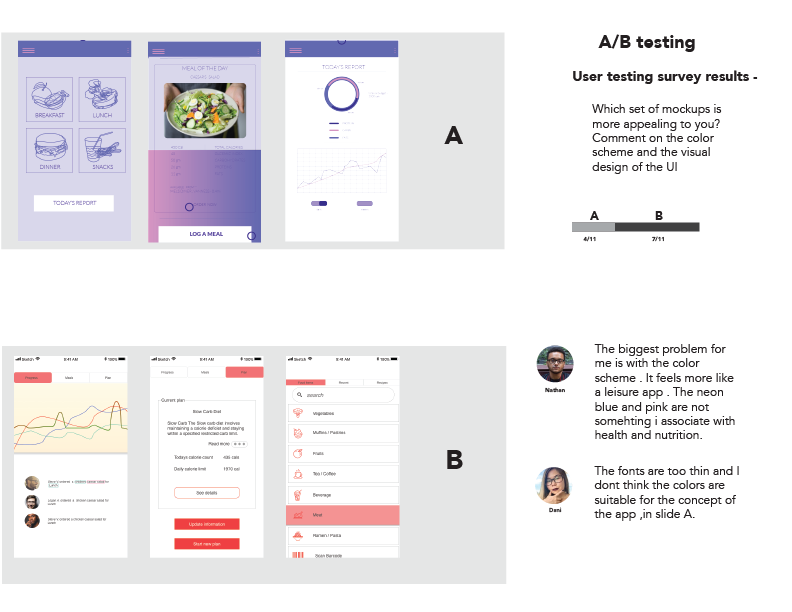 A/B testing
User testing survey results -
Which set of mockups is
more appealing to you?
Comment on the color
scheme and the visual
design of the UI
A B
4/11 7/11
BREAKFAST LUNCH
DINNER SNACKS
TODAY'S REPORT
MEAL OF THE DAY
LOG A MEAL
TODAY'S REPORT
A
Sketch 9:41 AM 100%
Progress Meals Plan
Sketch 9:41 AM 100%
Progress Meals Plan
Current plan
Slow Carb Diet
Slow Carb The Slow carb diet involves
maintaining a calorie deficit and staying
within a specified restricted carb limit.
Read more
Todays calorie count 435 cals
Daily calorie limit 1970 cal
See details
Update information
Start new plan
Sketch 9:41 AM 100%
Recent Recipes
search
Vegetables
Muffins / Pastries
Fruits
Tea / Coffee
Beverage
Meat
Ramen / Pasta
Scan Barcode
B
The biggest problem for
me is with the color
scheme . It feels more like
a leisure app . The neon
blue and pink are not
somehting i associate with
health and nutrition.
Nathan
The fonts are too thin and I
dont think the colors are
suitable for the concept of
the app ,in slide A.
Dani